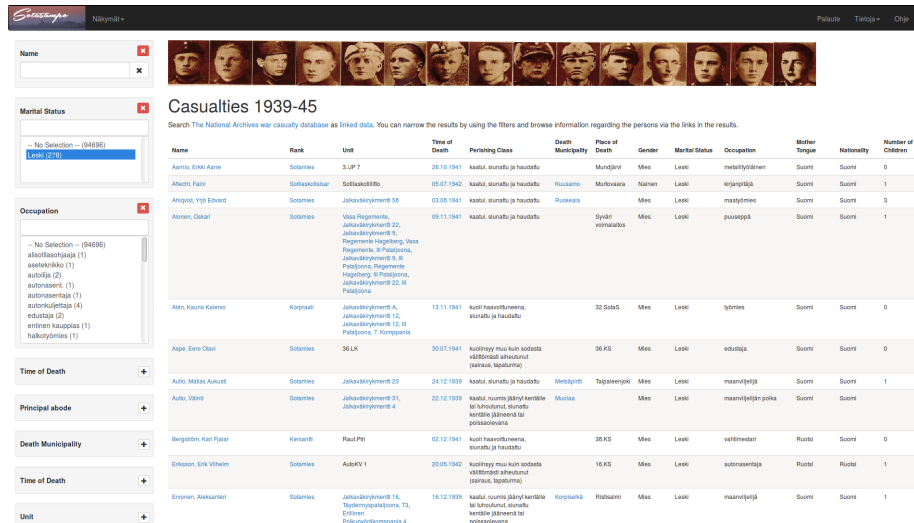 Sotasampo
Näkymät
Palaute Tietoja Ohje
Name
Marital Status
-- No Selection -- (94696)
Leski (278)
Occupation
-- No Selection -- (94696)
alisotilasohjaaja (1)
aseteknikko (1)
autoilija (2)
autonasent. (1)
autonasentaja (1)
autonkuljettaja (4)
edustaja (2)
entinen kauppias (1)
halkotyömies (1)
Time of Death
Principal abode
Death Municipality
Time of Death
Unit
Casualties 1939-45
Search The National Archives war casualty database as linked data. You can narrow the results by using the filters and browse information regarding the persons via the links in the results.
Name Rank Unit Time of Death Perishing Class Death Municipality Place of Death Gender Marital Status Occupation Mother Tongue Nationality Number of Children
Aarnio, Erkki Aarre Sotamies 3.UP 7 26.10.1941 kaatui, siunattu ja haudattu Mundjärvi Mies Leski metallityöläinen Suomi Suomi 0
Aflecht, Faini Sotilaskotisisar Sotilaskotiliitto 05.07.1942 kaatui, siunattu ja haudattu Kuusamo Murtovaara Nainen Leski kirjanpitäjä Suomi Suomi 1
Ahlqvist, Yrjö Edvard Sotamies Jalkaväkirykmentti 58 03.08.1941 kaatui, siunattu ja haudattu Ruskeala Mies Leski maatyömies Suomi Suomi 3
Alonen, Oskari Sotamies Vasa Regemente, 09.11.1941 kaatui, siunattu ja haudattu Syväri Mies Leski puuseppä Suomi Suomi 1
Jalkaväkirykmentti 22, voimalaitos
Jalkaväkirykmentti 9,
Regemente Hagelberg, Vasa
Regemente, III Pataljoona,
Jalkaväkirykmentti 9, III
Pataljoona, Regemente
Hagelberg, III Pataljoona,
Jalkaväkirykmentti 22, III
Pataljoona
Alén, Kauno Kalervo Korpraali Jalkaväkirykmentti A, 13.11.1941 kuoli haavoittuneena, 32.SotaS Mies Leski työmies Suomi Suomi 0
Jalkaväkirykmentti 12, siunattu ja haudattu
Jalkaväkirykmentti 12, III
Pataljoona, 7. Komppania
Aspe, Eero Olavi Sotamies 36.LK 30.07.1941 kuolinsyy muu kuin sodasta 36.KS Mies Leski edustaja Suomi Suomi 0
välittömästi aiheutunut
(sairaus, tapaturma)
Autio, Matias Aukusti Sotamies Jalkaväkirykmentti 23 24.12.1939 kaatui, siunattu ja haudattu Metsäpirtti Taipaleenjoki Mies Leski maanviljelijä Suomi Suomi 1
Autto, Väinö Sotamies Jalkaväkirykmentti 31, 22.12.1939 kaatui, ruumis jäänyt kentälle Muolaa Mies Leski maanviljelijän poika Suomi Suomi
Jalkaväkirykmentti 4 tai tuhoutunut, siunattu
kentälle jääneenä tai
poissaolevana
Bergström, Karl Fjalar Kersantti Raut.Ptri 02.12.1941 kuoli haavoittuneena, 38.KS Mies Leski vahtimestari Ruotsi Suomi 0
siunattu ja haudattu
Eriksson, Erik Vilhelm Sotamies AutoKV 1 20.05.1942 kuolinsyy muu kuin sodasta 16.KS Mies Leski autonasentaja Ruotsi Ruotsi 1
välittömästi aiheutunut
(sairaus, tapaturma)
Ervonen, Aleksanteri Sotamies Jalkaväkirykmentti 16, 16.12.1939 kaatui, ruumis jäänyt kentälle Korpiselkä Ristisalmi Mies Leski maanviljelijä Suomi Suomi 1
Täydennyspataljoona, T3, tai tuhoutunut, siunattu
Erillinen kentälle jääneenä tai
poissaolevana